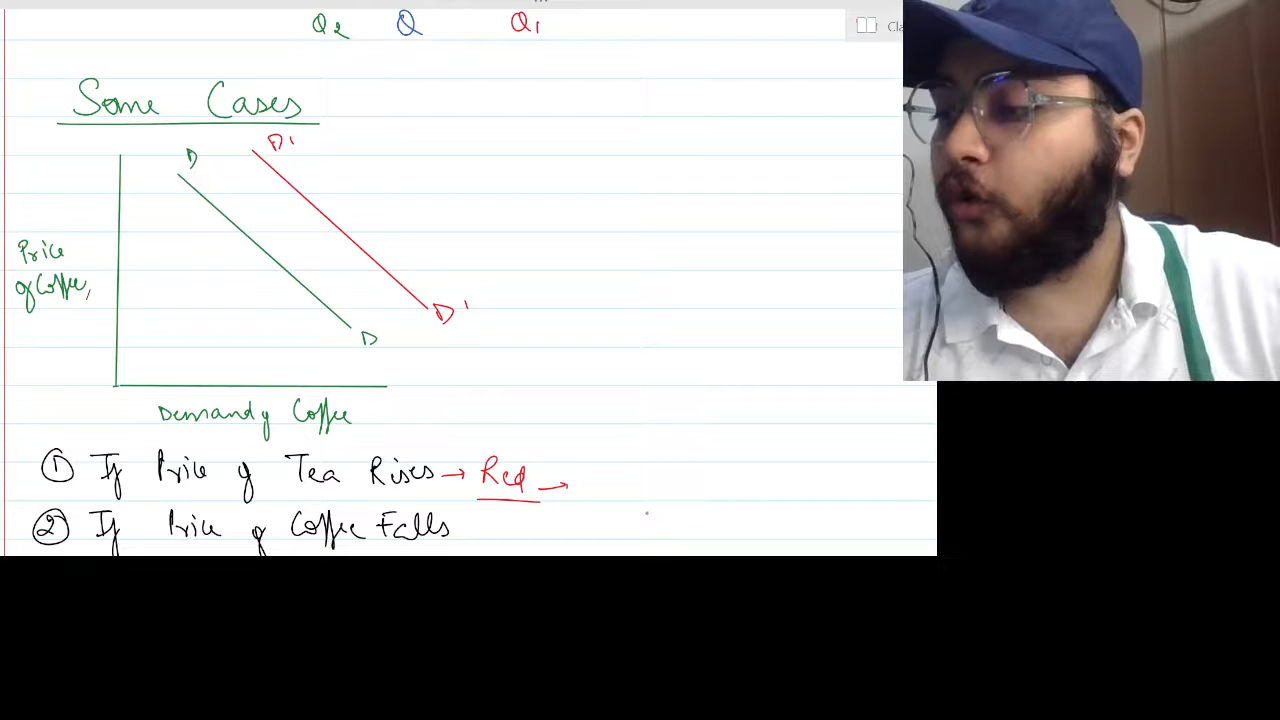 Q2 Q Q1
Cla
Some Cases
D D'
Price
of Coffee,
D'
D
Demand of Coffee
① If Price of Tea Rises → Red →
② If Price of Coffee Falls